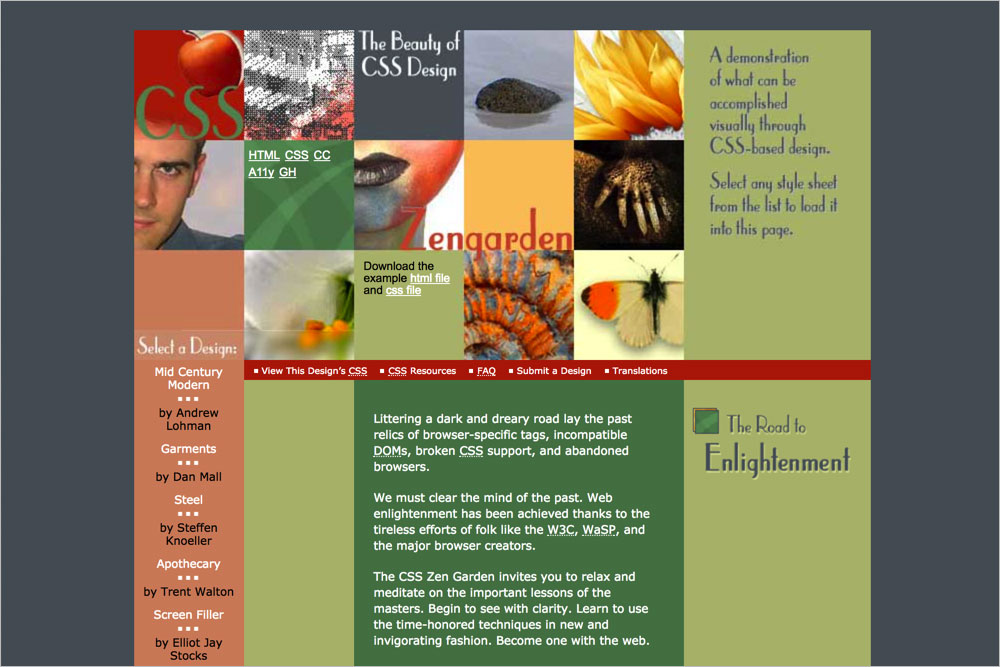 CSS
The Beauty of
CSS Design
A demonstration
of what can be
accomplished
visually through
CSS-based design.
Select any style sheet
from the list to load it
into this page.
HTML CSS CC
A11y GH
Zengarden
Download the
example html file
and css file
Select a Design:
Mid Century
Modern
by Andrew
Lohman
Garments
by Dan Mall
Steel
by Steffen
Knoeller
Apothecary
by Trent Walton
Screen Filler
by Elliot Jay
Stocks
View This Design's CSS CSS Resources FAQ Submit a Design Translations
Littering a dark and dreary road lay the past
relics of browser-specific tags, incompatible
DOMs, broken CSS support, and abandoned
browsers.
We must clear the mind of the past. Web
enlightenment has been achieved thanks to the
tireless efforts of folk like the W3C, WaSP, and
the major browser creators.
The CSS Zen Garden invites you to relax and
meditate on the important lessons of the
masters. Begin to see with clarity. Learn to use
the time-honored techniques in new and
invigorating fashion. Become one with the web.
The Road to
Enlightenment